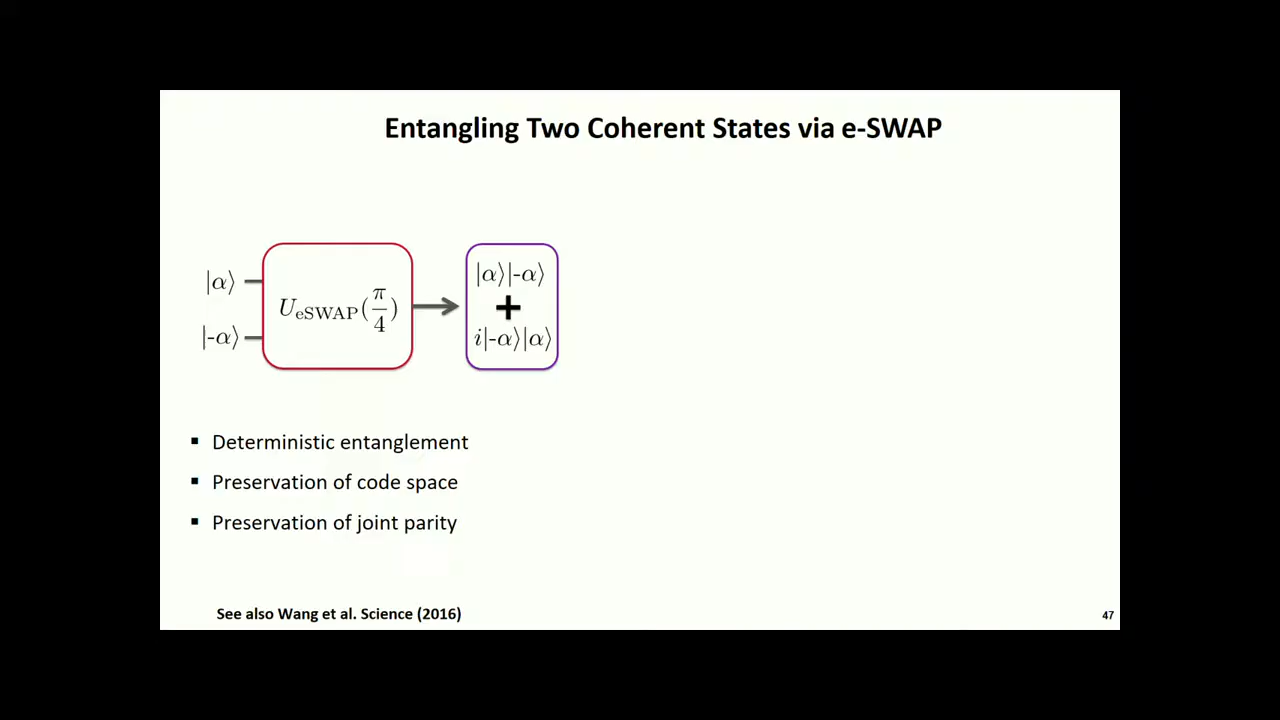 Entangling Two Coherent States via e-SWAP
|α⟩
|-α⟩
U_eSWAP(π/4)
|α⟩|-α⟩
+
i|-α⟩|α⟩
▪ Deterministic entanglement
▪ Preservation of code space
▪ Preservation of joint parity
See also Wang et al. Science (2016)
47